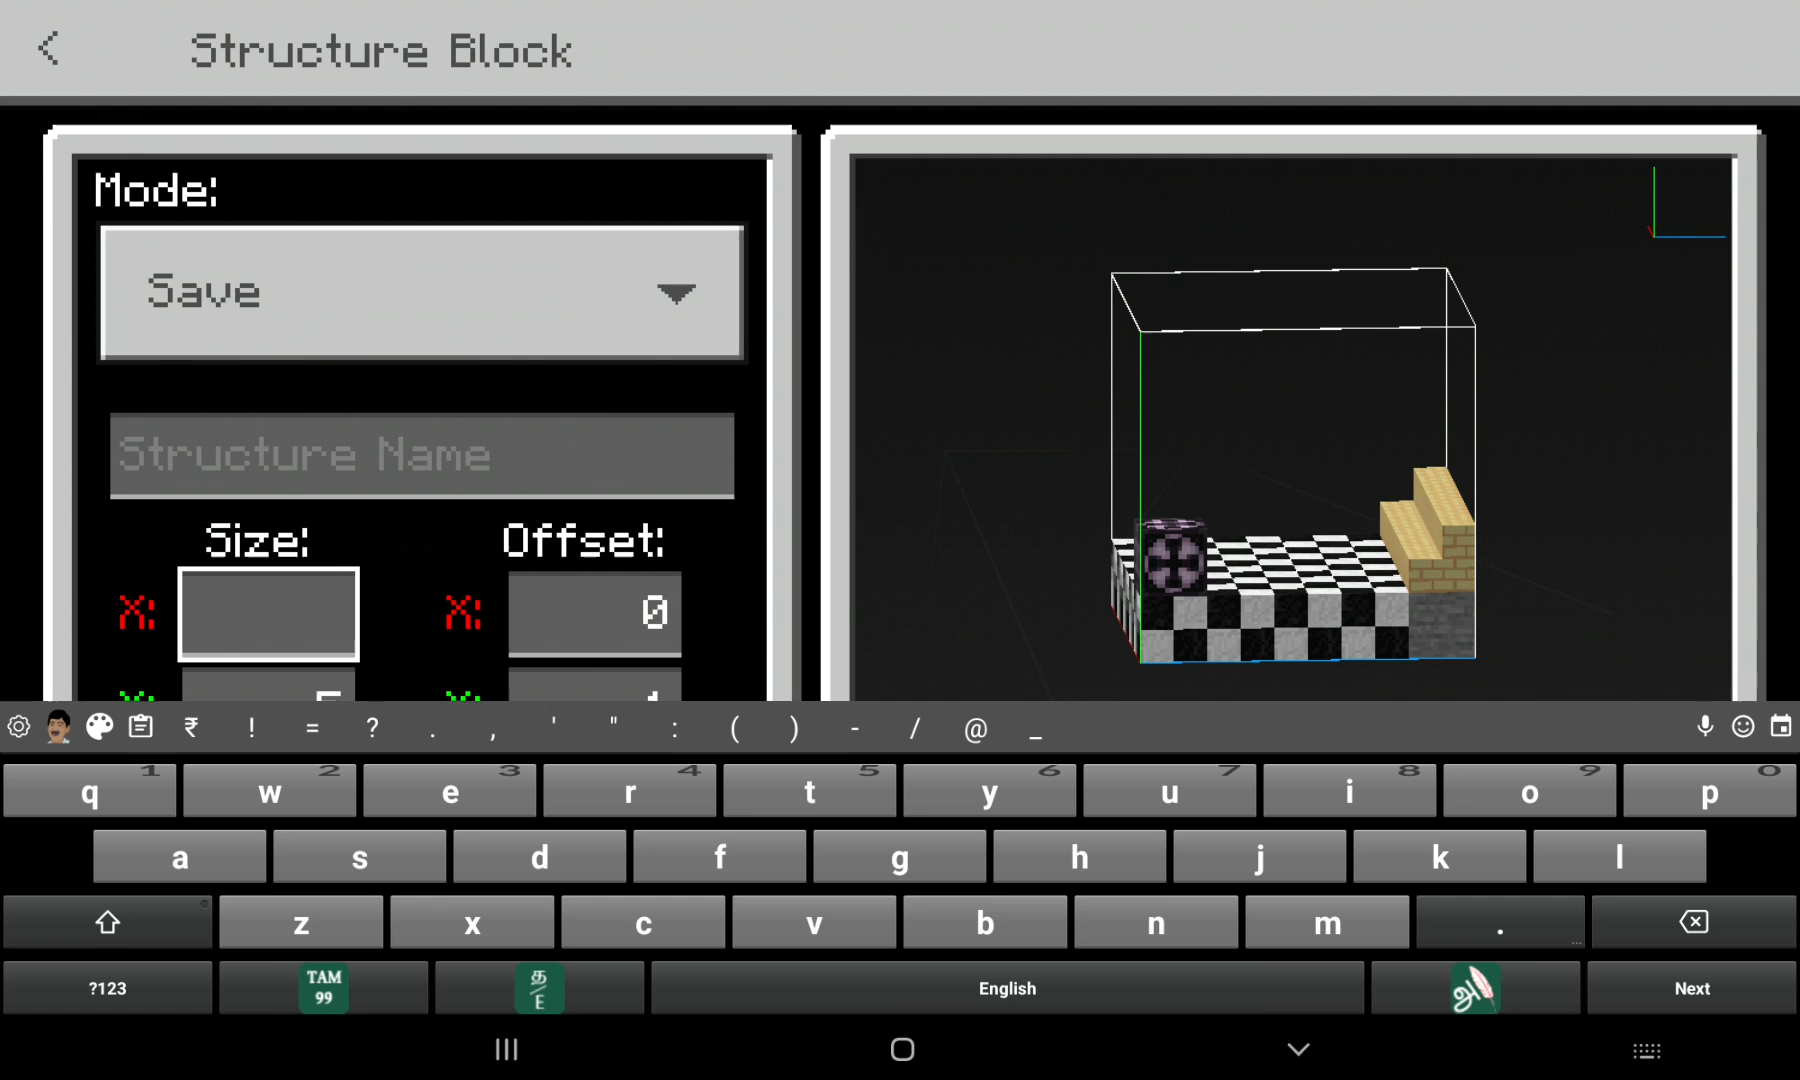 Structure Block
Mode:
Save
Structure Name
Size: Offset:
X: X: 0
₹ ! = ? . , ' " : ( ) - / @ _
1 2 3 4 5 6 7 8 9 0
q w e r t y u i o p
a s d f g h j k l
z x c v b n m .
?123 TAM 99 த/E English அ Next